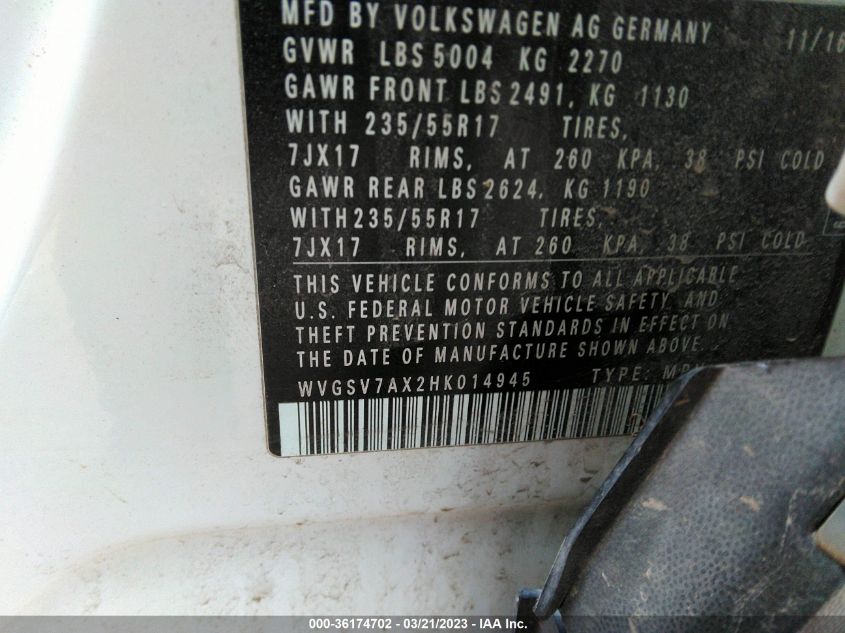 MFD BY VOLKSWAGEN AG GERMANY 11/16
GVWR LBS 5004 KG 2270
GAWR FRONT LBS 2491, KG 1130
WITH 235/55R17 TIRES,
7JX17 RIMS, AT 260 KPA, 38 PSI COLD
GAWR REAR LBS 2624, KG 1190
WITH 235/55R17 TIRES,
7JX17 RIMS, AT 260 KPA, 38 PSI COLD
THIS VEHICLE CONFORMS TO ALL APPLICABLE
U.S. FEDERAL MOTOR VEHICLE SAFETY, AND
THEFT PREVENTION STANDARDS IN EFFECT ON
THE DATE OF MANUFACTURE SHOWN ABOVE.
WVGSV7AX2HK014945 TYPE: MP
000-36174702 - 03/21/2023 - IAA Inc.